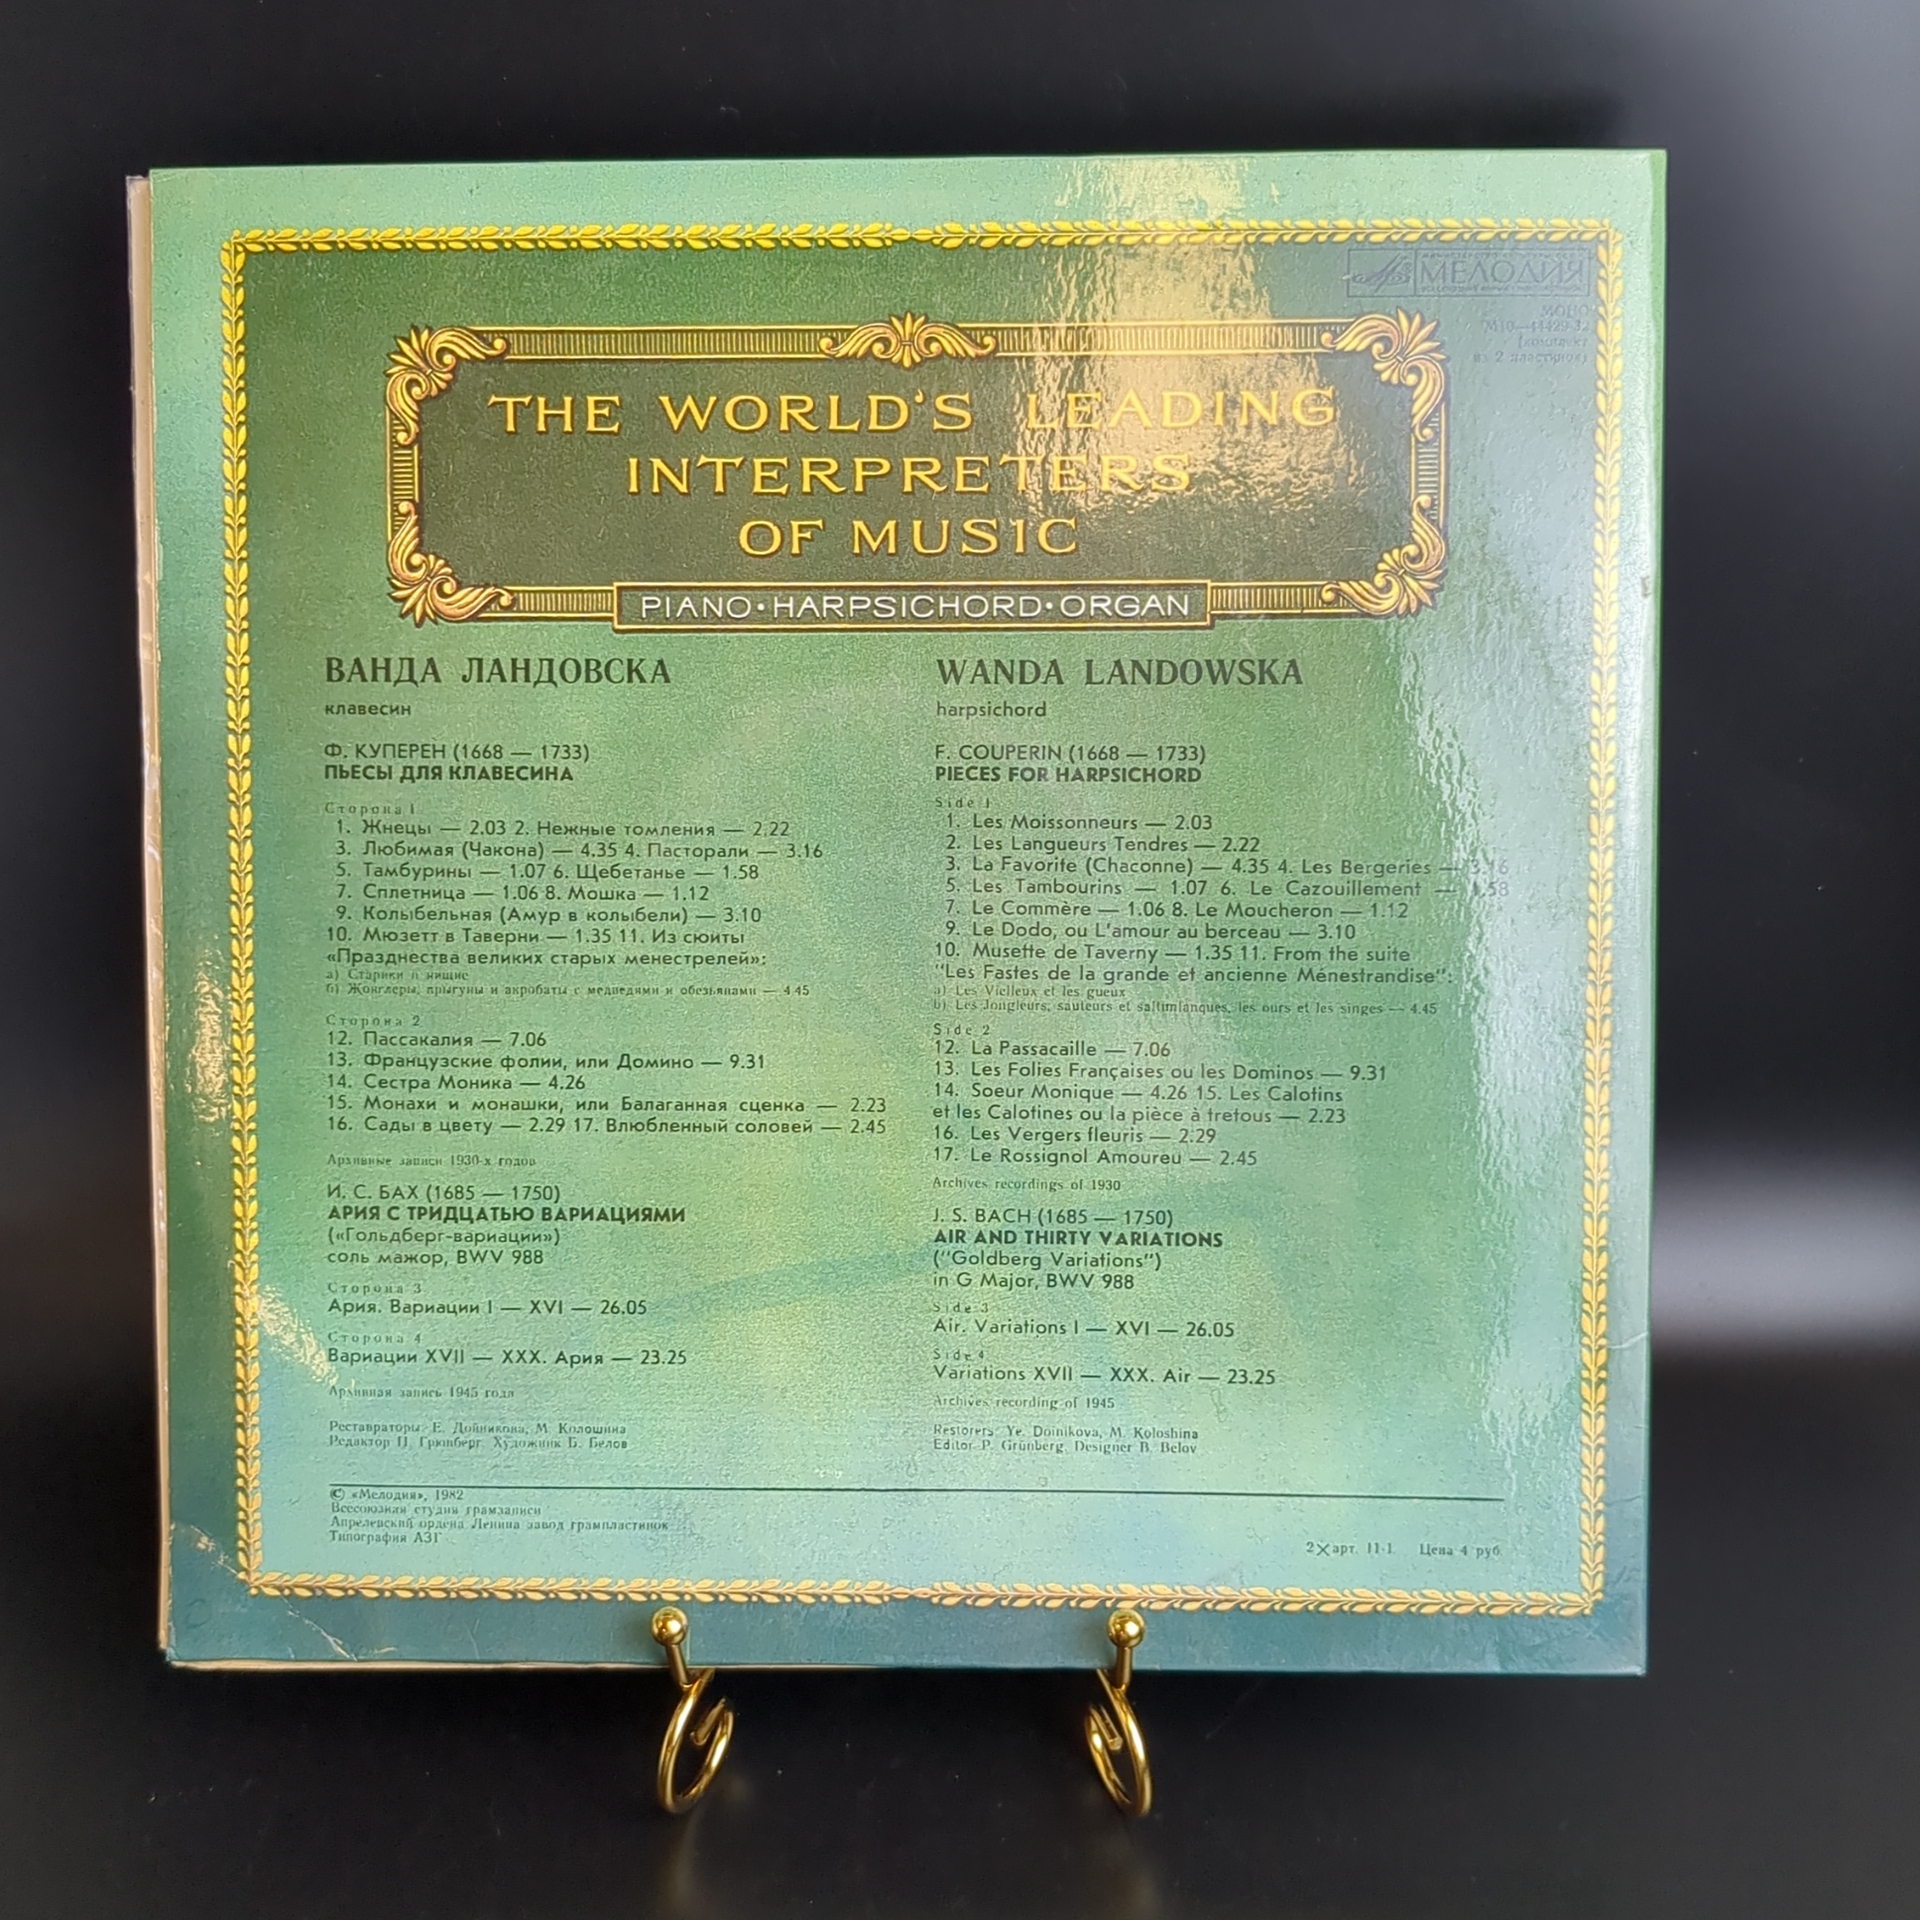 МЕЛОДИЯ
МОНО
М10—44429-32
(комплект
из 2 пластинок)
THE WORLD'S LEADING
INTERPRETERS
OF MUSIC
PIANO·HARPSICHORD·ORGAN
ВАНДА ЛАНДОВСКА
клавесин
Ф. КУПЕРЕН (1668 — 1733)
ПЬЕСЫ ДЛЯ КЛАВЕСИНА
Сторона 1
1. Жнецы — 2.03 2. Нежные томления — 2.22
3. Любимая (Чакона) — 4.35 4. Пасторали — 3.16
5. Тамбурины — 1.07 6. Щебетанье — 1.58
7. Сплетница — 1.06 8. Мошка — 1.12
9. Колыбельная (Амур в колыбели) — 3.10
10. Мюзетт в Таверни — 1.35 11. Из сюиты
«Празднества великих старых менестрелей»:
а) Старики и нищие
б) Жонглеры, прыгуны и акробаты с медведями и обезьянами — 4.45
Сторона 2
12. Пассакалия — 7.06
13. Французские фолии, или Домино — 9.31
14. Сестра Моника — 4.26
15. Монахи и монашки, или Балаганная сценка — 2.23
16. Сады в цвету — 2.29 17. Влюбленный соловей — 2.45
Архивные записи 1930-х годов
И. С. БАХ (1685 — 1750)
АРИЯ С ТРИДЦАТЬЮ ВАРИАЦИЯМИ
(«Гольдберг-вариации»)
соль мажор, BWV 988
Сторона 3
Ария. Вариации I — XVI — 26.05
Сторона 4
Вариации XVII — XXX. Ария — 23.25
Архивная запись 1945 года
Реставраторы: Е. Дойникова, М. Колошина
Редактор П. Грюнберг. Художник Б. Белов
WANDA LANDOWSKA
harpsichord
F. COUPERIN (1668 — 1733)
PIECES FOR HARPSICHORD
Side 1
1. Les Moissonneurs — 2.03
2. Les Langueurs Tendres — 2.22
3. La Favorite (Chaconne) — 4.35 4. Les Bergeries — 3.16
5. Les Tambourins — 1.07 6. Le Cazouillement — 1.58
7. Le Commère — 1.06 8. Le Moucheron — 1.12
9. Le Dodo, ou L'amour au berceau — 3.10
10. Musette de Taverny — 1.35 11. From the suite
"Les Fastes de la grande et ancienne Ménestrandise":
a) Les Vielleux et les gueux
b) Les Jongleurs, sauteurs et saltimlanques, les ours et les singes — 4.45
Side 2
12. La Passacaille — 7.06
13. Les Folies Françaises ou les Dominos — 9.31
14. Soeur Monique — 4.26 15. Les Calotins
et les Calotines ou la pièce à tretous — 2.23
16. Les Vergers fleuris — 2.29
17. Le Rossignol Amoureu — 2.45
Archives recordings of 1930
J. S. BACH (1685 — 1750)
AIR AND THIRTY VARIATIONS
("Goldberg Variations")
in G Major, BWV 988
Side 3
Air. Variations I — XVI — 26.05
Side 4
Variations XVII — XXX. Air — 23.25
Archives recording of 1945
Restorers: Ye. Doinikova, M. Koloshina
Editor P. Grünberg. Designer B. Belov
© «Мелодия», 1982
Всесоюзная студия грамзаписи
Апрелевский ордена Ленина завод грампластинок
Типография АЗГ
2×арт. 11-1. Цена 4 руб.